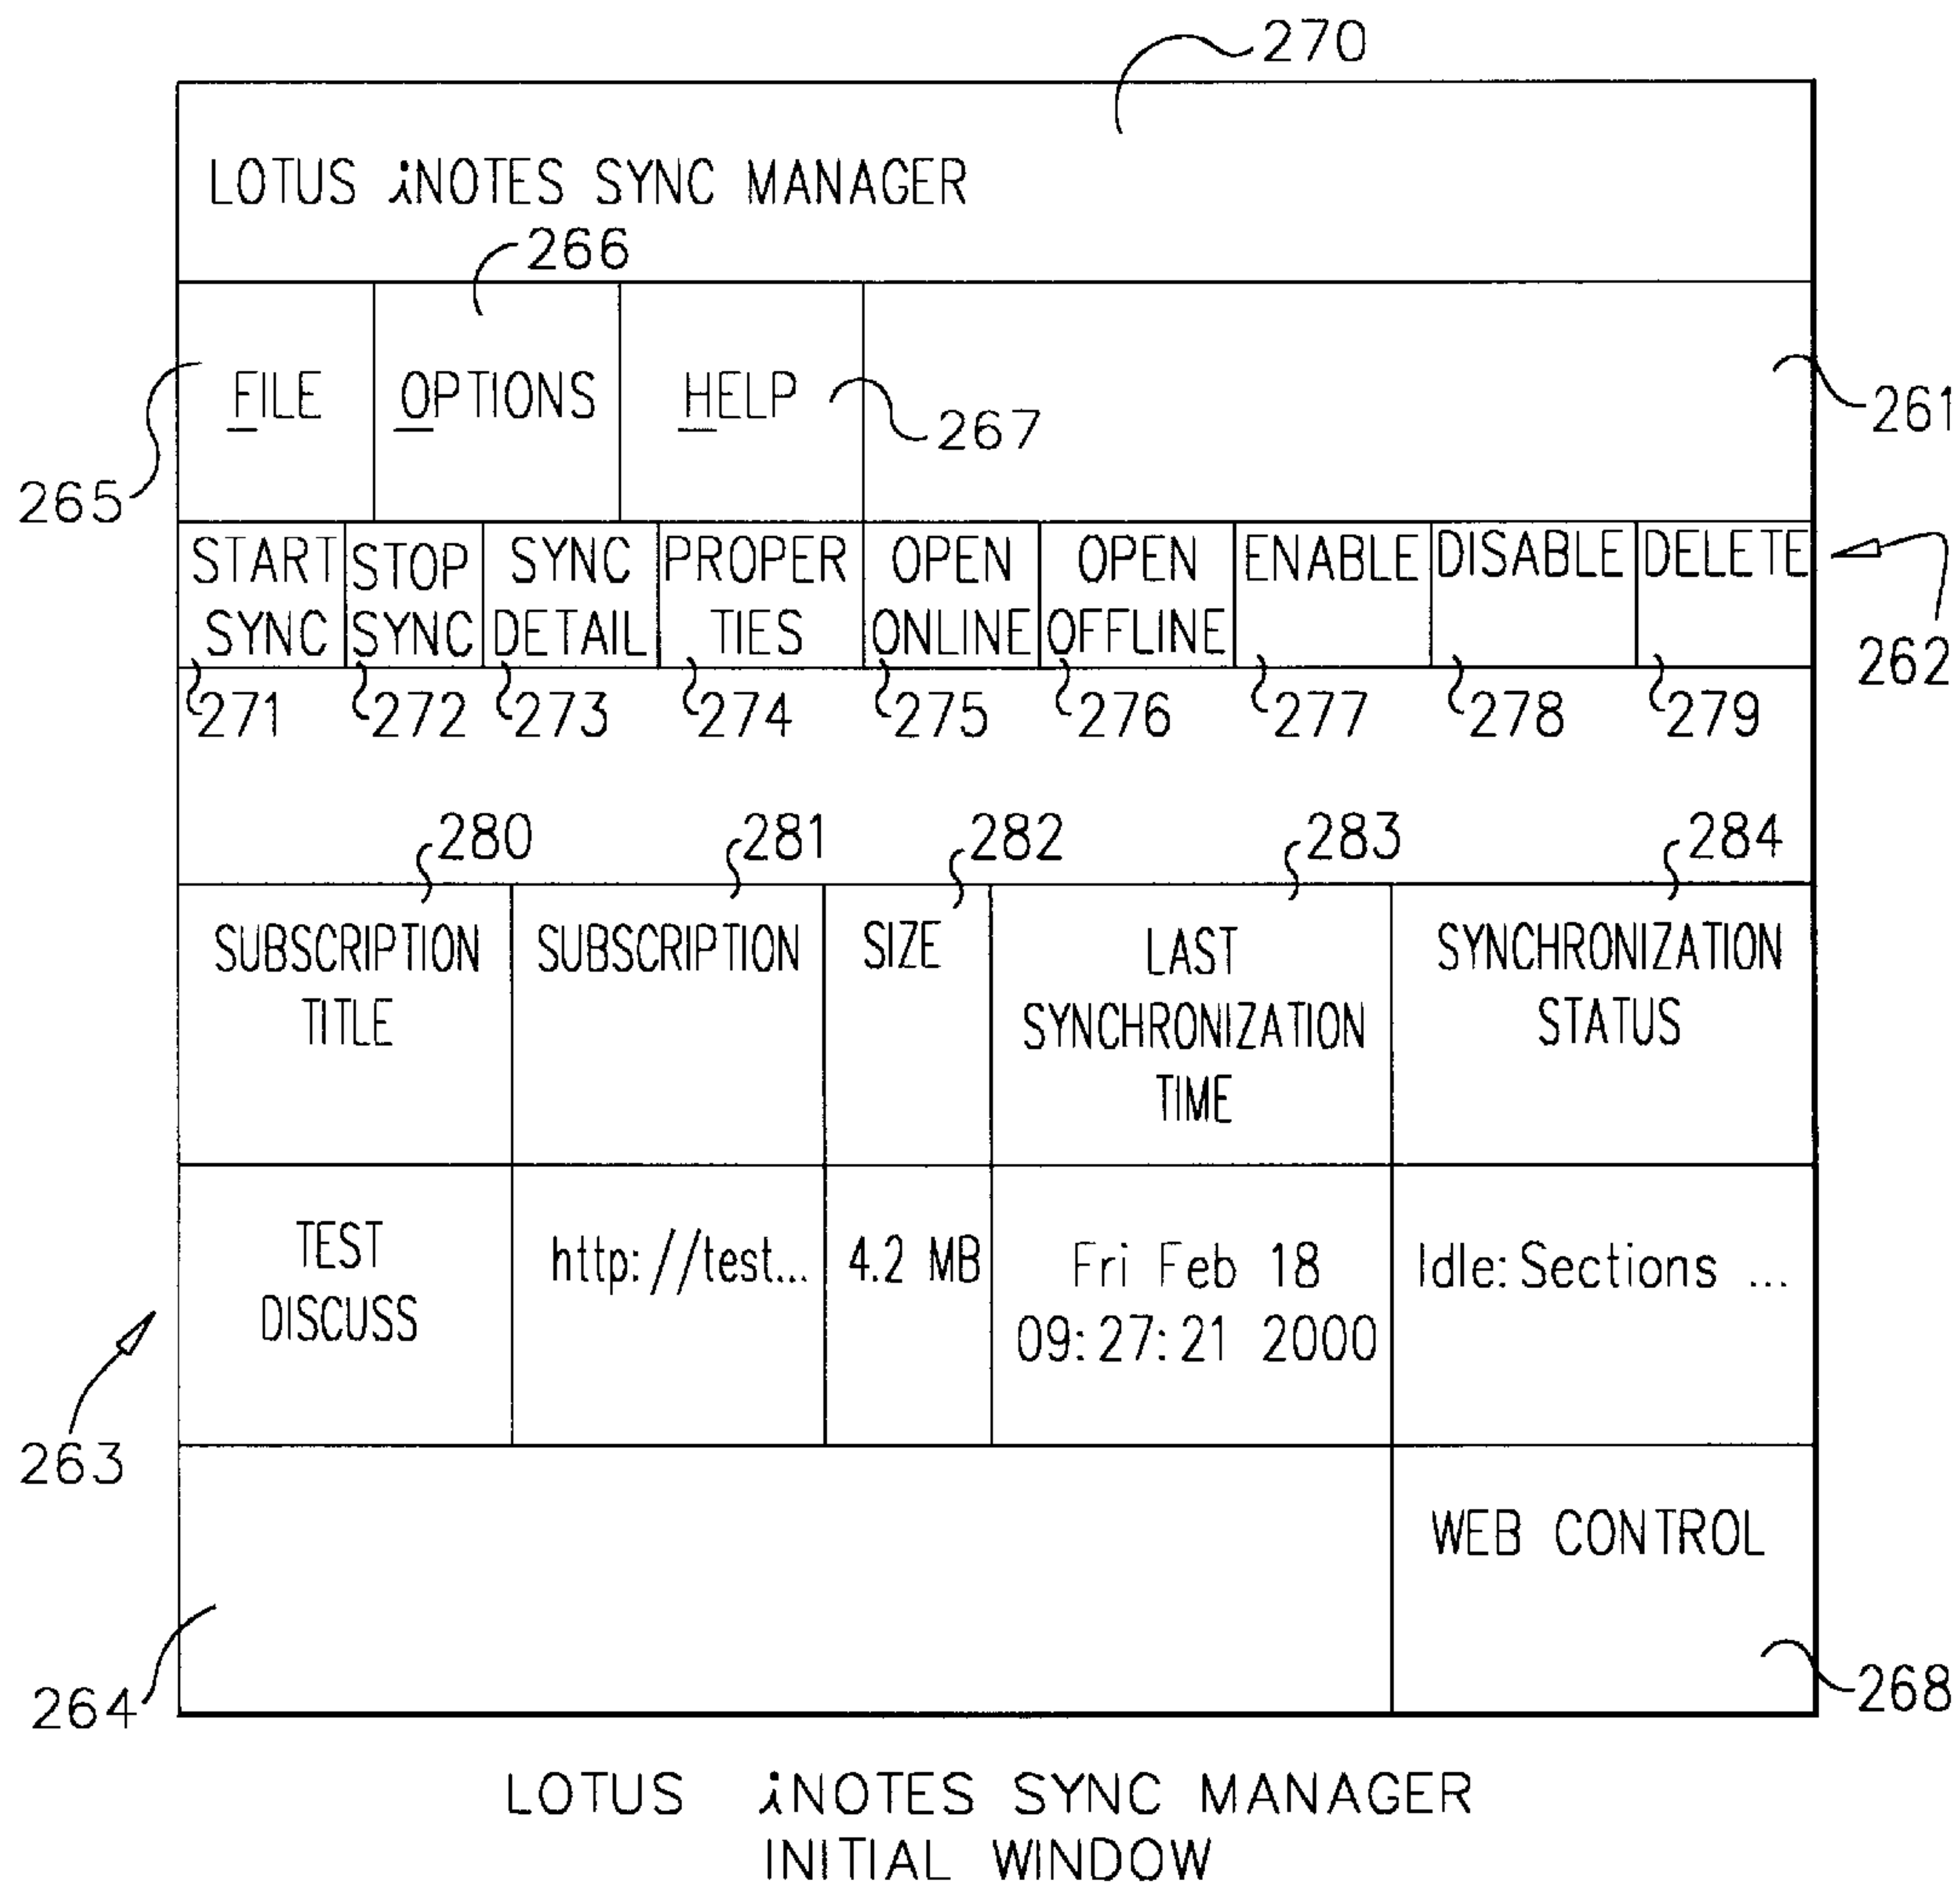 270
LOTUS iNOTES SYNC MANAGER
266
FILE OPTIONS HELP
267
261
265
START SYNC
STOP SYNC
SYNC DETAIL
PROPER TIES
OPEN ONLINE
OPEN OFFLINE
ENABLE
DISABLE
DELETE
262
271 272 273 274 275 276 277 278 279
280 281 282 283 284
SUBSCRIPTION
TITLE
SUBSCRIPTION
SIZE
LAST
SYNCHRONIZATION
TIME
SYNCHRONIZATION
STATUS
TEST
DISCUSS
http://test...
4.2 MB
Fri Feb 18
09:27:21 2000
Idle:Sections ...
263
WEB CONTROL
264
268
LOTUS iNOTES SYNC MANAGER
INITIAL WINDOW